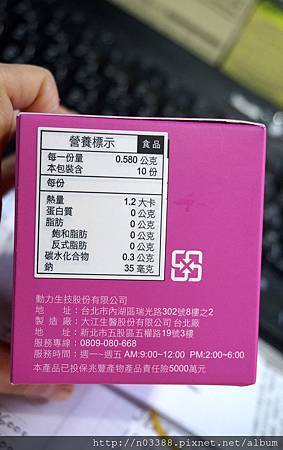 營養標示 食品
每一份量 0.580 公克
本包裝含 10 份
每份
熱量 1.2 大卡
蛋白質 0 公克
脂肪 0 公克
飽和脂肪 0 公克
反式脂肪 0 公克
碳水化合物 0.3 公克
鈉 35 毫克
動力生技股份有限公司
地 址：台北市內湖區瑞光路302號8樓之2
製 造 廠：大江生醫股份有限公司 台北廠
地 址：新北市五股區五權路19號3樓
服務專線：0809-080-668
服務時間：週一~週五 AM:9:00~12:00 PM:2:00~6:00
本產品已投保兆豐產物產品責任險5000萬元
http://n03388.pixnet.net/album